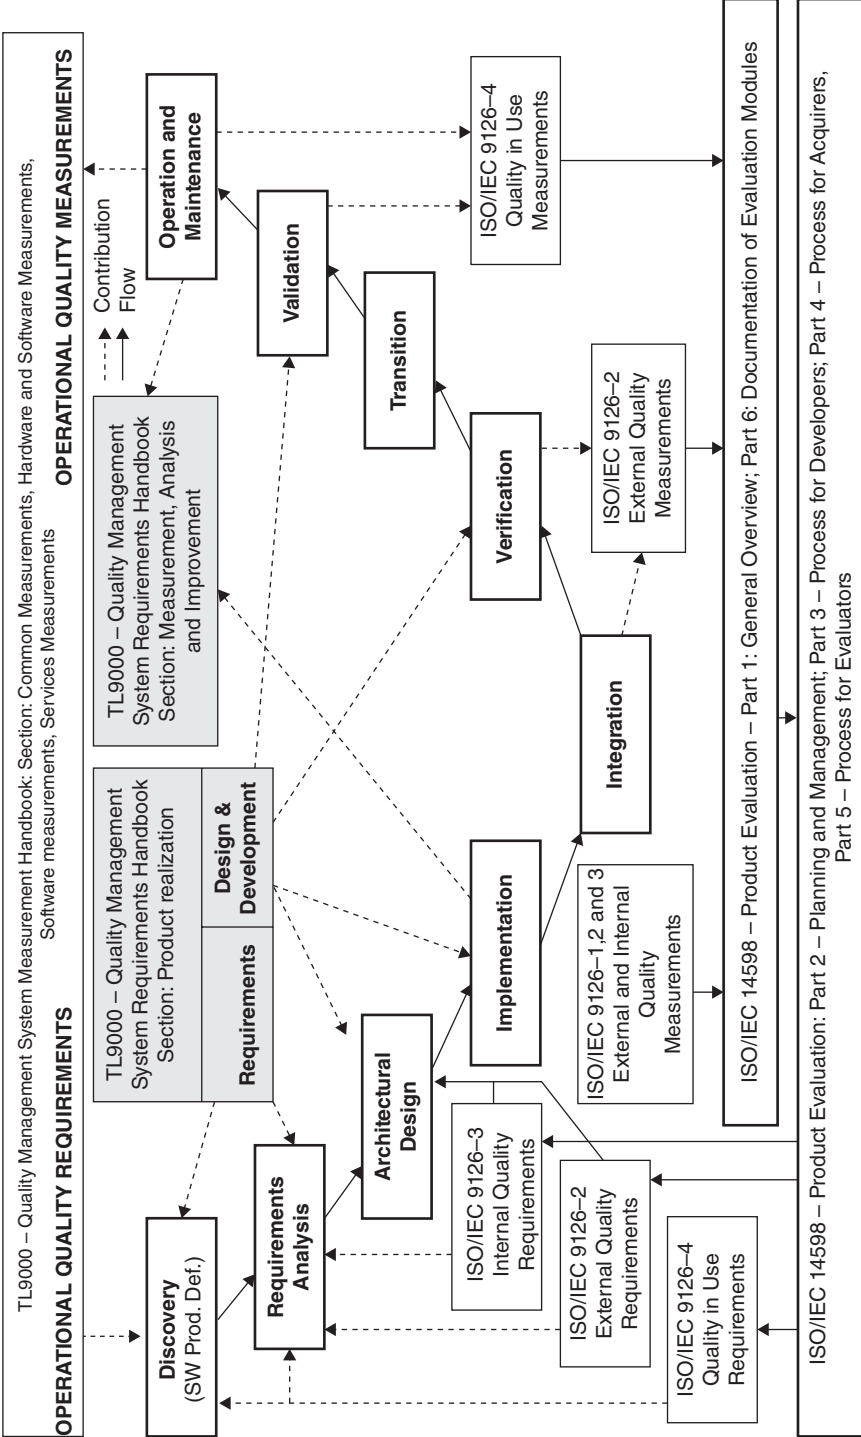 TL9000 – Quality Management System Measurement Handbook: Section: Common Measurements, Hardware and Software Measurements,
Software measurements, Services Measurements
OPERATIONAL QUALITY REQUIREMENTS
OPERATIONAL QUALITY MEASUREMENTS
Contribution
Flow
TL9000 – Quality Management
System Requirements Handbook
Section: Product realization
Requirements
Design &
Development
TL9000 – Quality Management
System Requirements Handbook
Section: Measurement, Analysis
and Improvement
Discovery
(SW Prod. Def.)
Requirements
Analysis
Architectural
Design
Implementation
Integration
Verification
Transition
Validation
Operation and
Maintenance
ISO/IEC 9126–3
Internal Quality
Requirements
ISO/IEC 9126–2
External Quality
Requirements
ISO/IEC 9126–4
Quality in Use
Requirements
ISO/IEC 9126–1,2 and 3
External and Internal
Quality
Measurements
ISO/IEC 9126–2
External Quality
Measurements
ISO/IEC 9126–4
Quality in Use
Measurements
ISO/IEC 14598 – Product Evaluation – Part 1: General Overview; Part 6: Documentation of Evaluation Modules
ISO/IEC 14598 – Product Evaluation: Part 2 – Planning and Management; Part 3 – Process for Developers; Part 4 – Process for Acquirers,
Part 5 – Process for Evaluators